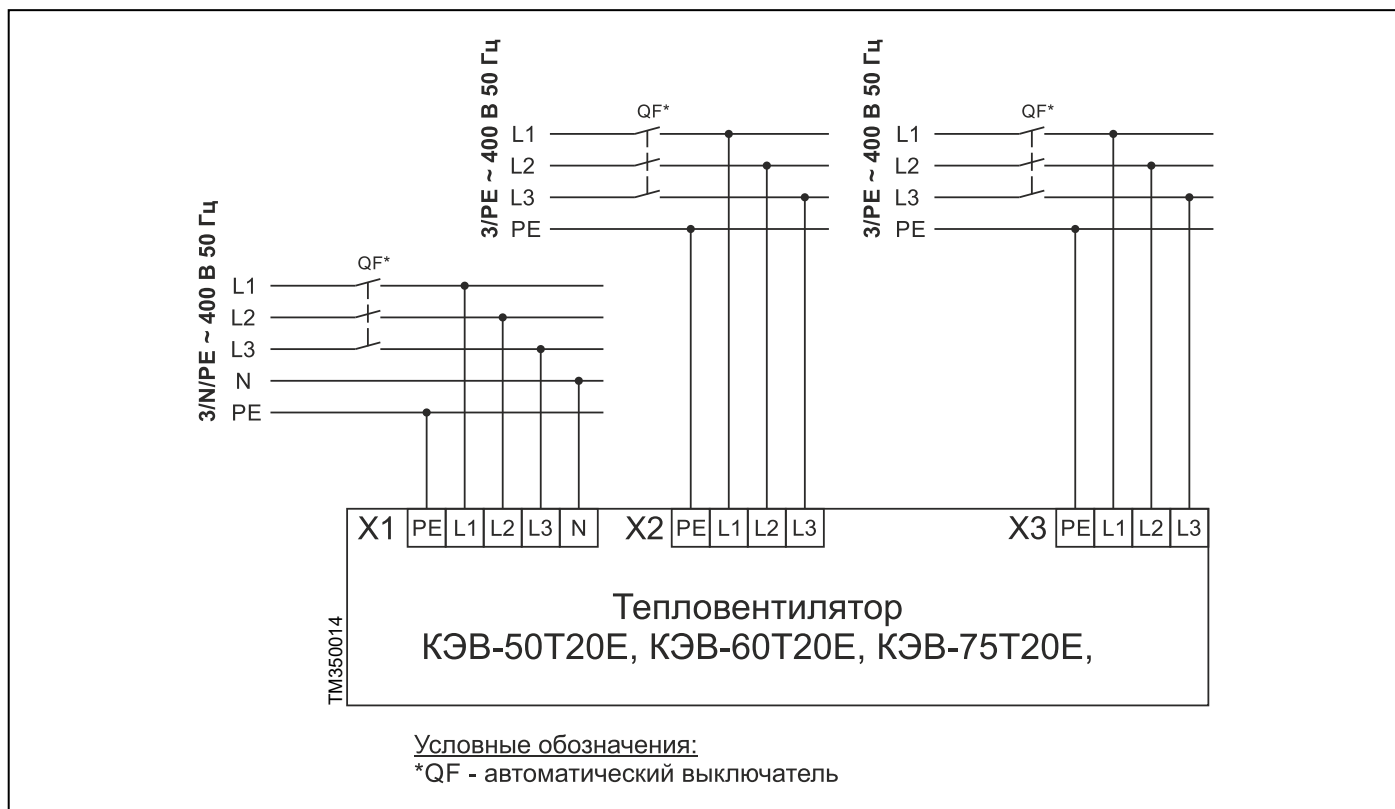 3/PE ~ 400 В 50 Гц
QF*
L1
L2
L3
PE
3/PE ~ 400 В 50 Гц
QF*
L1
L2
L3
PE
3/N/PE ~ 400 В 50 Гц
QF*
L1
L2
L3
N
PE
X1 PE L1 L2 L3 N X2 PE L1 L2 L3 X3 PE L1 L2 L3
Тепловентилятор
КЭВ-50Т20Е, КЭВ-60Т20Е, КЭВ-75Т20Е,
TM350014
Условные обозначения:
*QF - автоматический выключатель